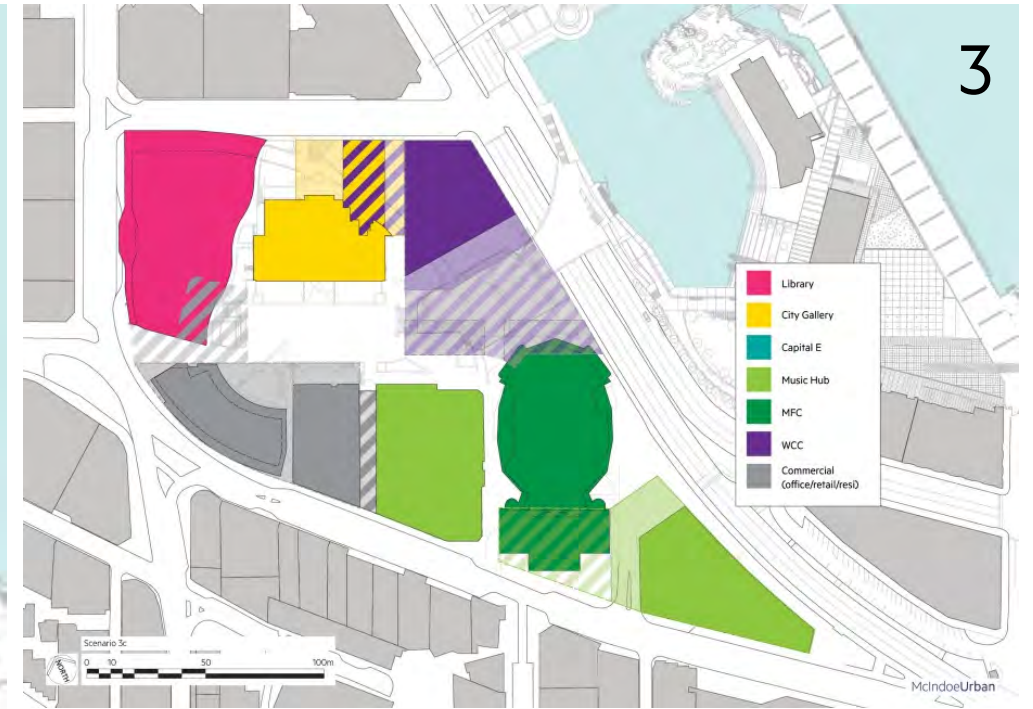 3
Library
City Gallery
Capital E
Music Hub
MFC
WCC
Commercial
(office/retail/resi)
Scenario 3c
NORTH
0 10 50 100m
McIndoeUrban